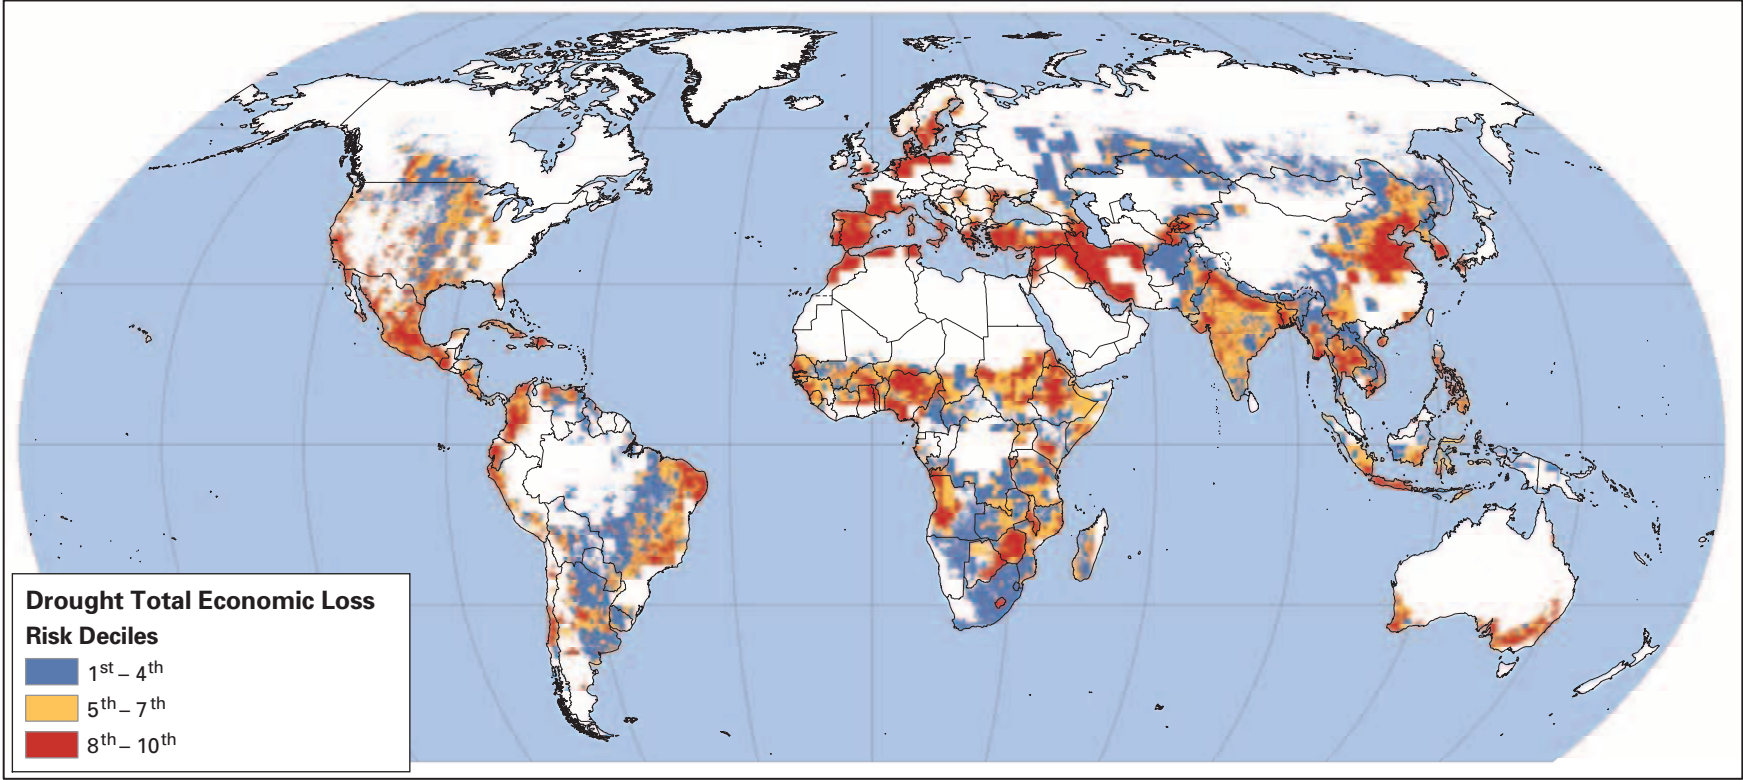 Drought Total Economic Loss
Risk Deciles
1st – 4th
5th – 7th
8th – 10th